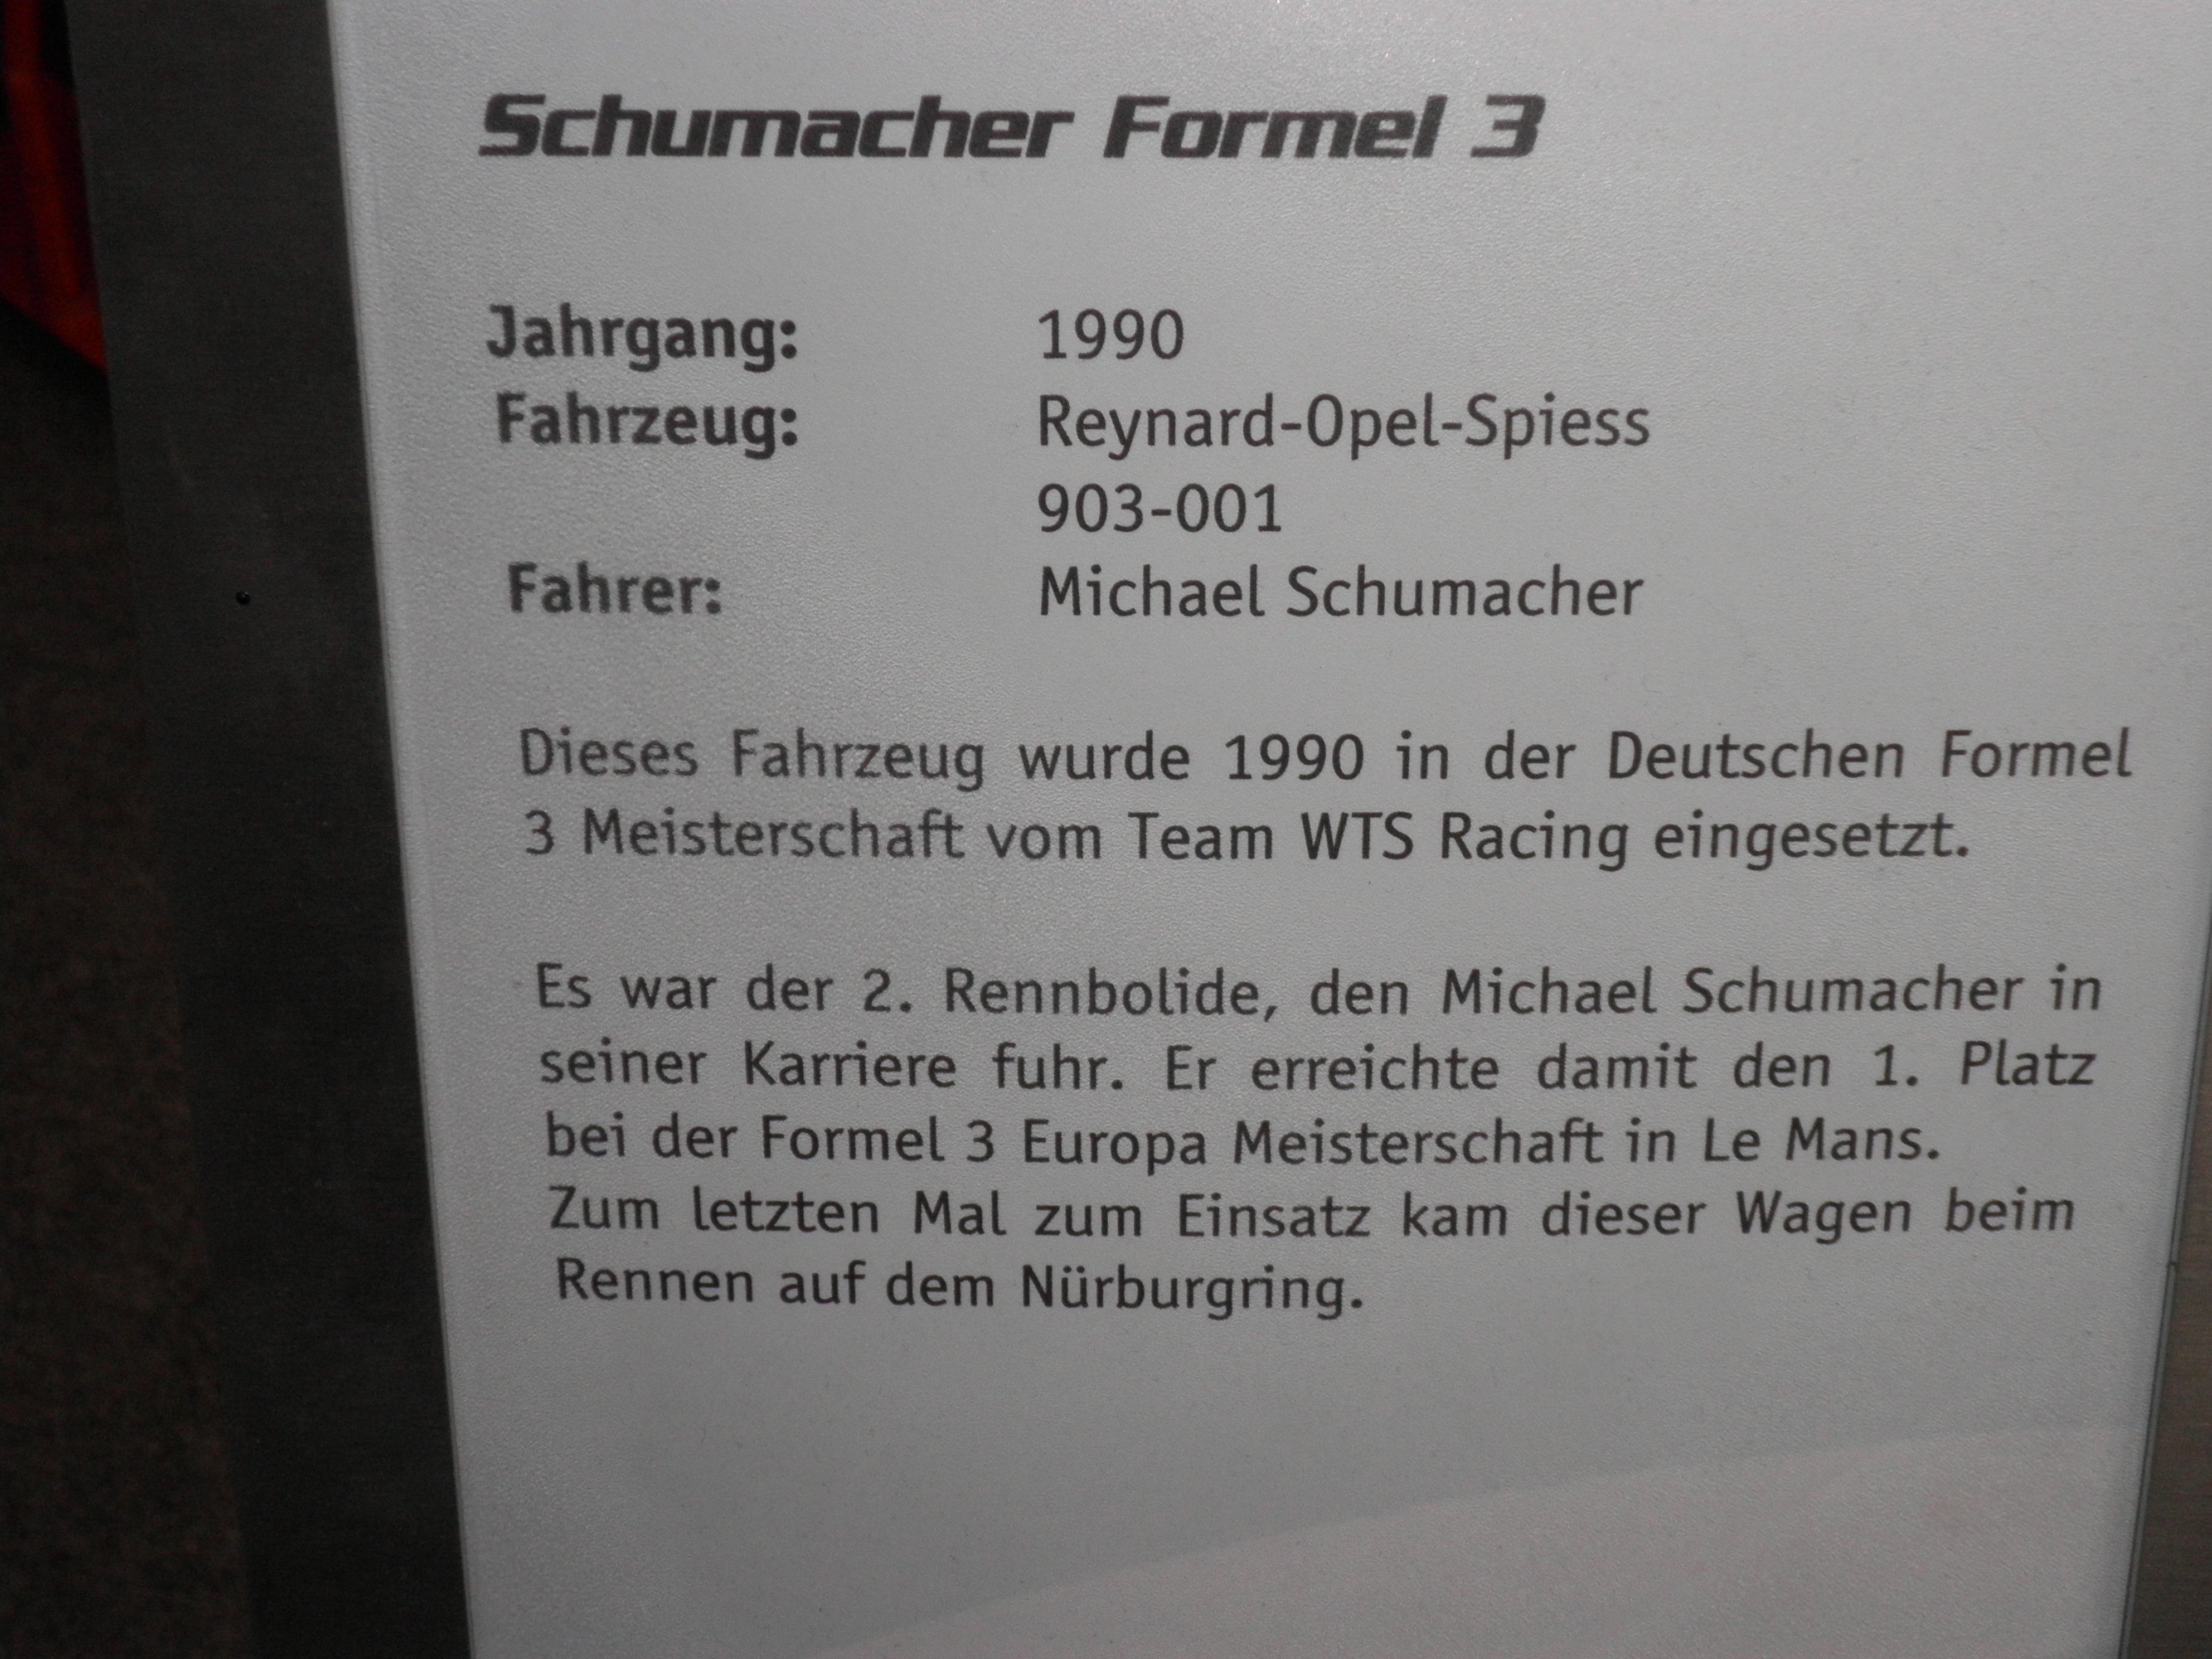 Schumacher Formel 3
Jahrgang: 1990
Fahrzeug: Reynard-Opel-Spiess
903-001
Fahrer: Michael Schumacher
Dieses Fahrzeug wurde 1990 in der Deutschen Formel
3 Meisterschaft vom Team WTS Racing eingesetzt.
Es war der 2. Rennbolide, den Michael Schumacher in
seiner Karriere fuhr. Er erreichte damit den 1. Platz
bei der Formel 3 Europa Meisterschaft in Le Mans.
Zum letzten Mal zum Einsatz kam dieser Wagen beim
Rennen auf dem Nürburgring.